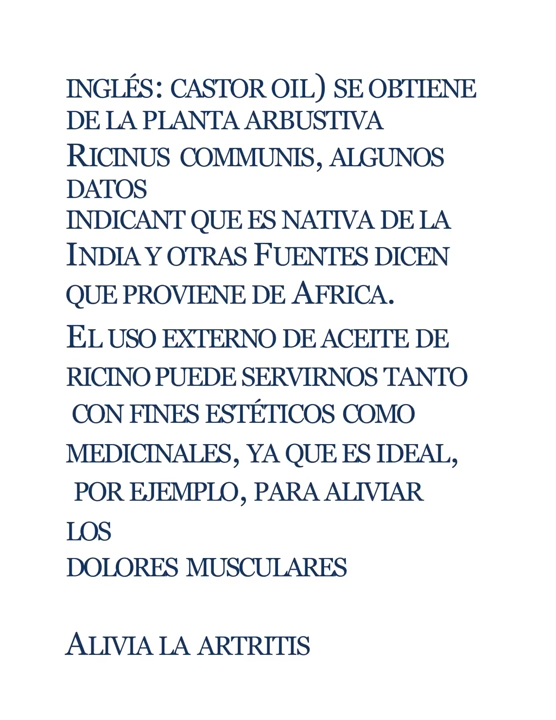 INGLÉS: CASTOR OIL) SE OBTIENE
DE LA PLANTA ARBUSTIVA
RICINUS COMMUNIS, ALGUNOS
DATOS
INDICANT QUE ES NATIVA DE LA
INDIA Y OTRAS FUENTES DICEN
QUE PROVIENE DE AFRICA.
EL USO EXTERNO DE ACEITE DE
RICINO PUEDE SERVIRNOS TANTO
CON FINES ESTÉTICOS COMO
MEDICINALES, YA QUE ES IDEAL,
POR EJEMPLO, PARA ALIVIAR
LOS
DOLORES MUSCULARES
ALIVIA LA ARTRITIS